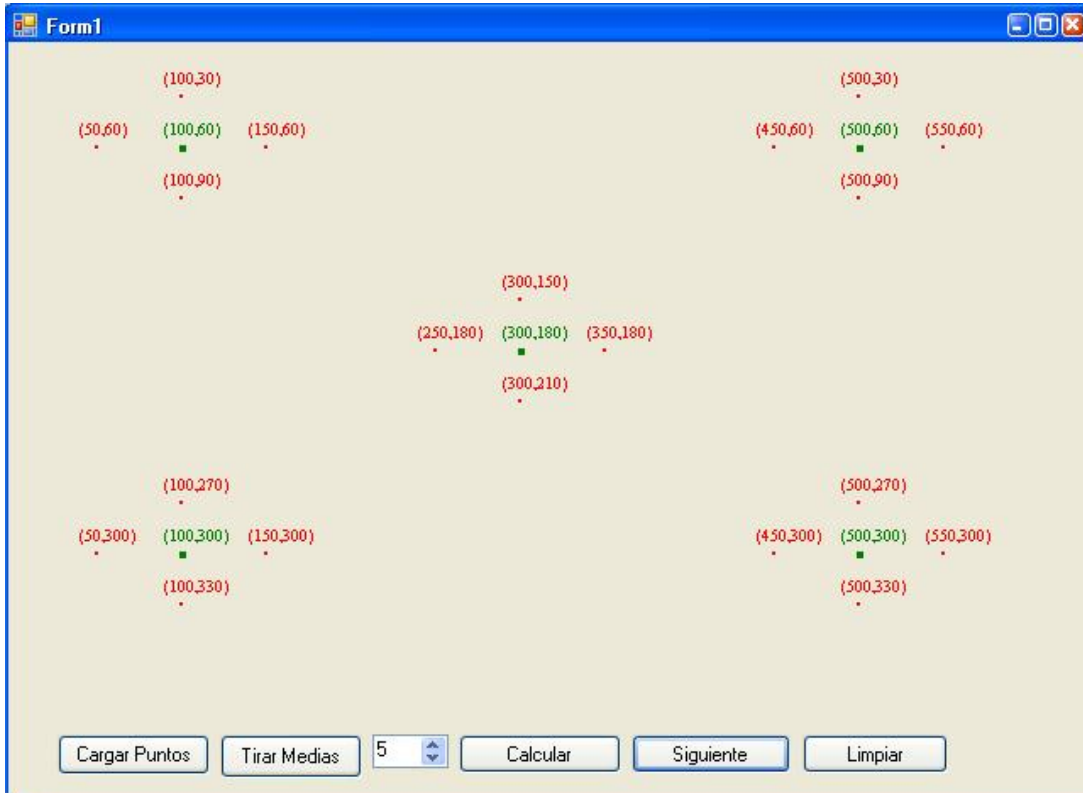 Form1
(100,30) (500,30)
(50,60) (100,60) (150,60) (450,60) (500,60) (550,60)
(100,90) (500,90)
(300,150)
(250,180) (300,180) (350,180)
(300,210)
(100,270) (500,270)
(50,300) (100,300) (150,300) (450,300) (500,300) (550,300)
(100,330) (500,330)
Cargar Puntos Tirar Medias 5 Calcular Siguiente Limpiar